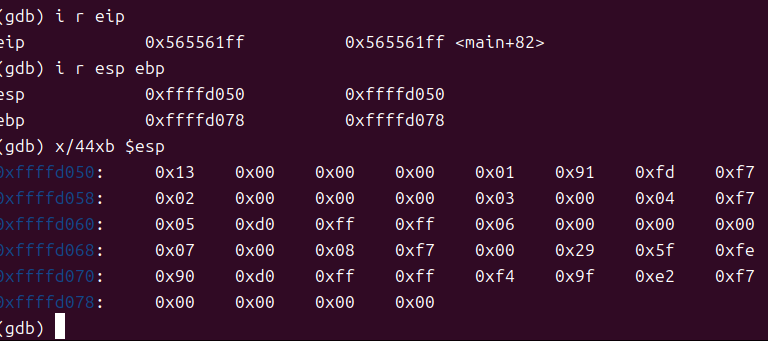 (gdb) i r eip
eip 0x565561ff 0x565561ff <main+82>
(gdb) i r esp ebp
esp 0xffffd050 0xffffd050
ebp 0xffffd078 0xffffd078
(gdb) x/44xb $esp
0xffffd050: 0x13 0x00 0x00 0x00 0x01 0x91 0xfd 0xf7
0xffffd058: 0x02 0x00 0x00 0x00 0x03 0x00 0x04 0xf7
0xffffd060: 0x05 0xd0 0xff 0xff 0x06 0x00 0x00 0x00
0xffffd068: 0x07 0x00 0x08 0xf7 0x00 0x29 0x5f 0xfe
0xffffd070: 0x90 0xd0 0xff 0xff 0xf4 0x9f 0xe2 0xf7
0xffffd078: 0x00 0x00 0x00 0x00
(gdb)